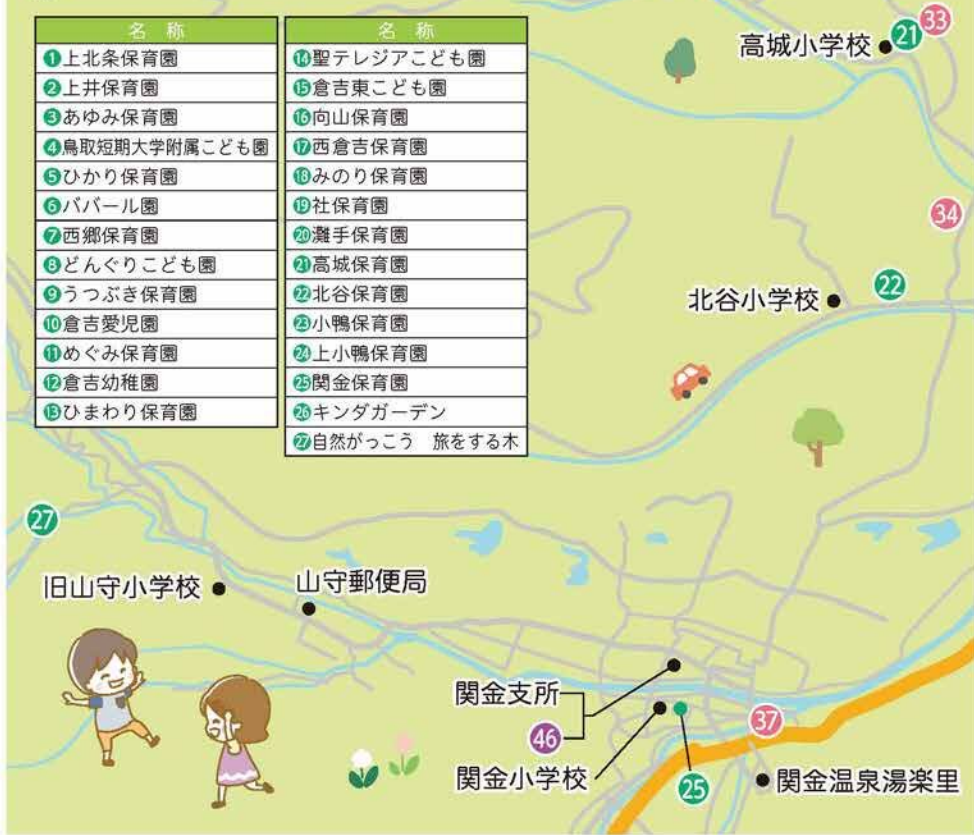 名 称
❶上北条保育園
❷上井保育園
❸あゆみ保育園
❹鳥取短期大学附属こども園
❺ひかり保育園
❻ババール園
❼西郷保育園
❽どんぐりこども園
❾うつぶき保育園
❿倉吉愛児園
⓫めぐみ保育園
⓬倉吉幼稚園
⓭ひまわり保育園
名 称
⓮聖テレジアこども園
⓯倉吉東こども園
⓰向山保育園
⓱西倉吉保育園
⓲みのり保育園
⓳社保育園
⓴灘手保育園
㉑高城保育園
㉒北谷保育園
㉓小鴨保育園
㉔上小鴨保育園
㉕関金保育園
㉖キンダガーデン
㉗自然がっこう 旅をする木
33
高城小学校
21
34
22
北谷小学校
27
旧山守小学校
山守郵便局
関金支所
46
37
関金小学校
25
関金温泉湯楽里